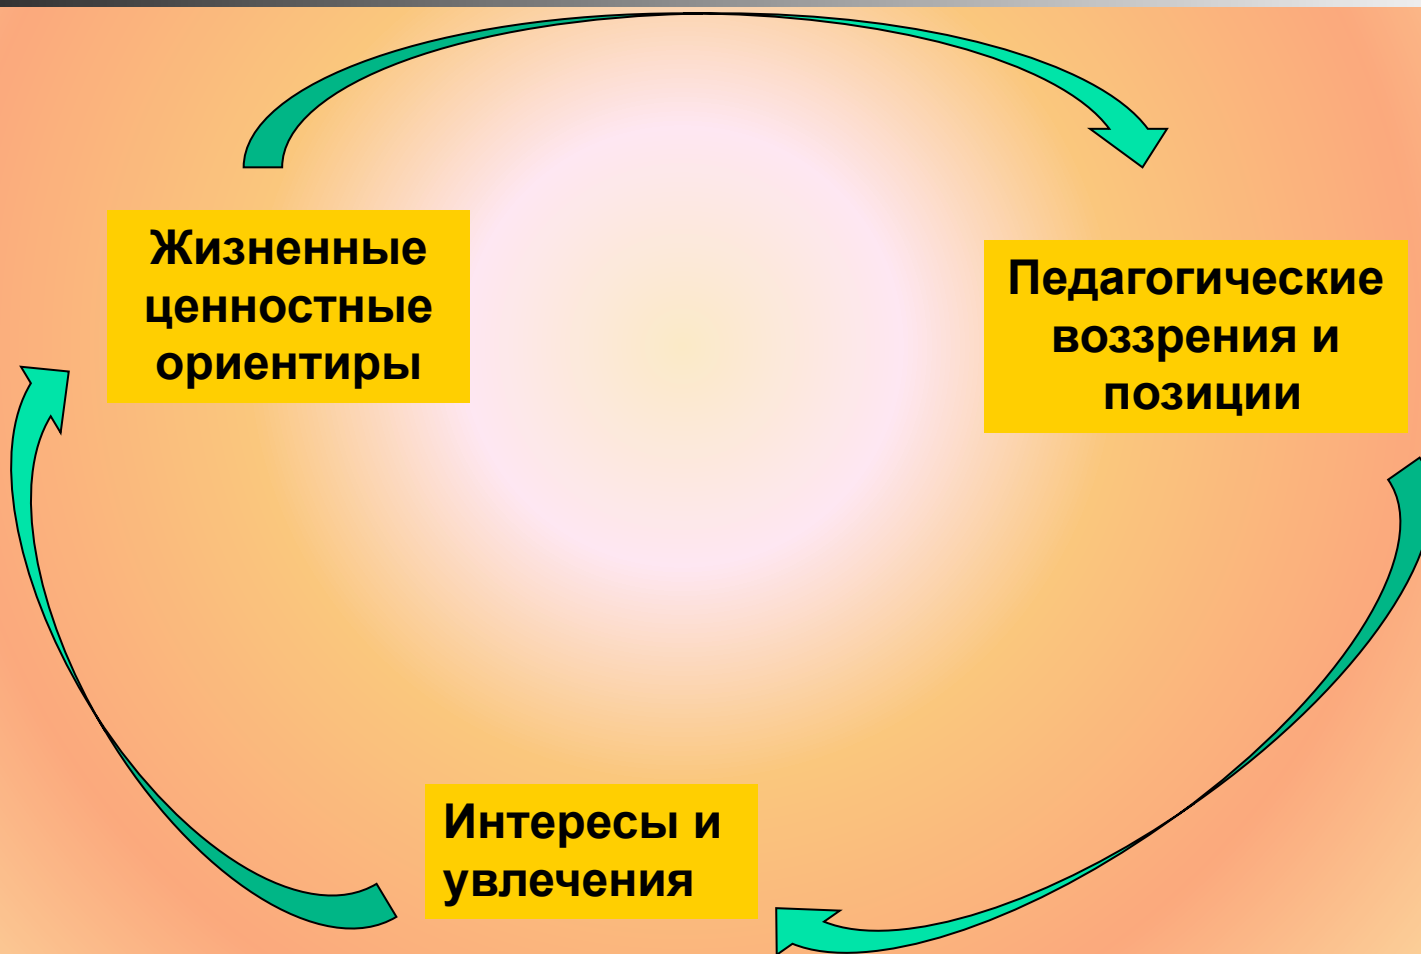 Жизненные
ценностные
ориентиры
Педагогические
воззрения и
позиции
Интересы и
увлечения